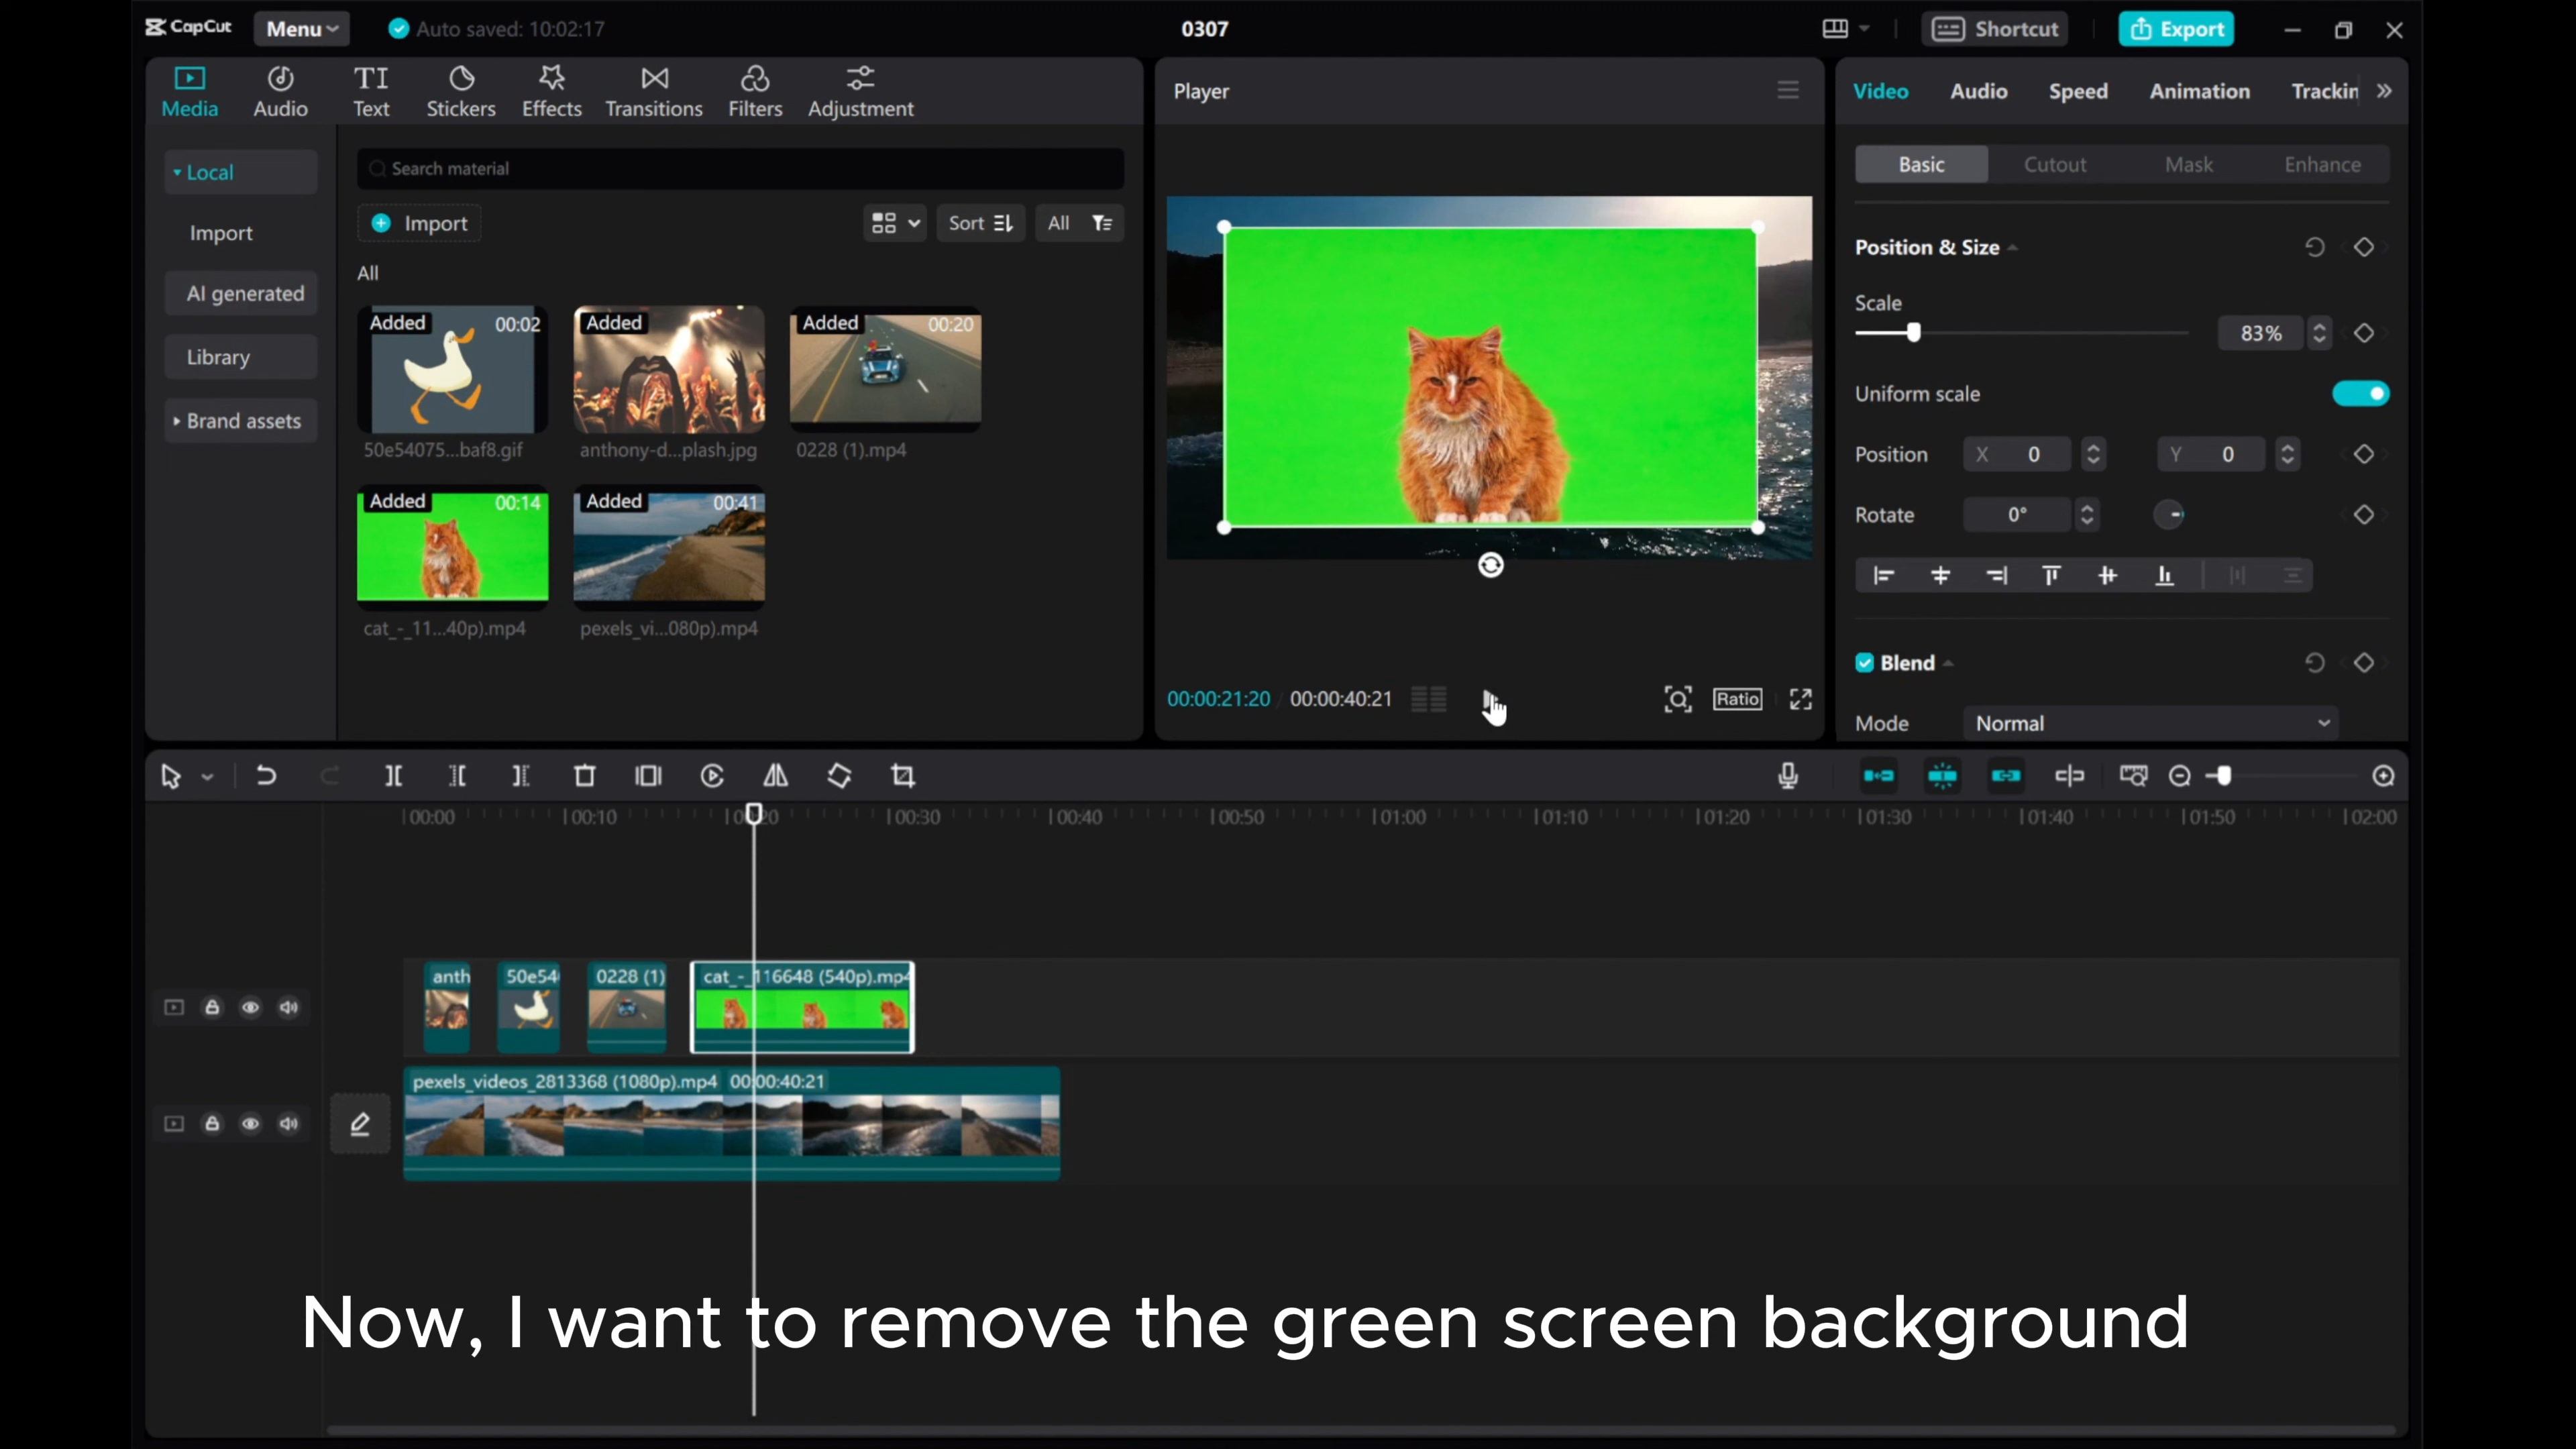 CapCut
Menu
Auto saved: 10:02:17
0307
Shortcut
Export
Media
Audio
Text
Stickers
Effects
Transitions
Filters
Adjustment
Local
Import
AI generated
Library
Brand assets
Search material
Import
Sort
All
All
Added 00:02
50e54075...baf8.gif
Added
anthony-d...plash.jpg
Added 00:20
0228 (1).mp4
Added 00:14
cat_-_11...40p).mp4
Added 00:41
pexels_vi...080p).mp4
Player
00:00:21:20 / 00:00:40:21
Ratio
Video
Audio
Speed
Animation
Trackin
Basic
Cutout
Mask
Enhance
Position & Size
Scale
83%
Uniform scale
Position X 0 Y 0
Rotate 0°
Blend
Mode Normal
00:00 00:10 00:20 00:30 00:40 00:50 01:00 01:10 01:20 01:30 01:40 01:50 02:00
anth
50e54
0228 (1)
cat_-_116648 (540p).mp4
pexels_videos_2813368 (1080p).mp4 00:00:40:21
Now, I want to remove the green screen background